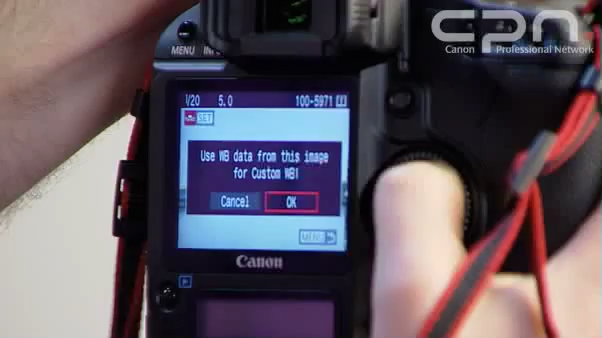 cpn
Canon Professional Network
MENU
1/20 5.0 100-5971
SET
Use WB data from this image
for Custom WB1
Cancel OK
MENU
Canon